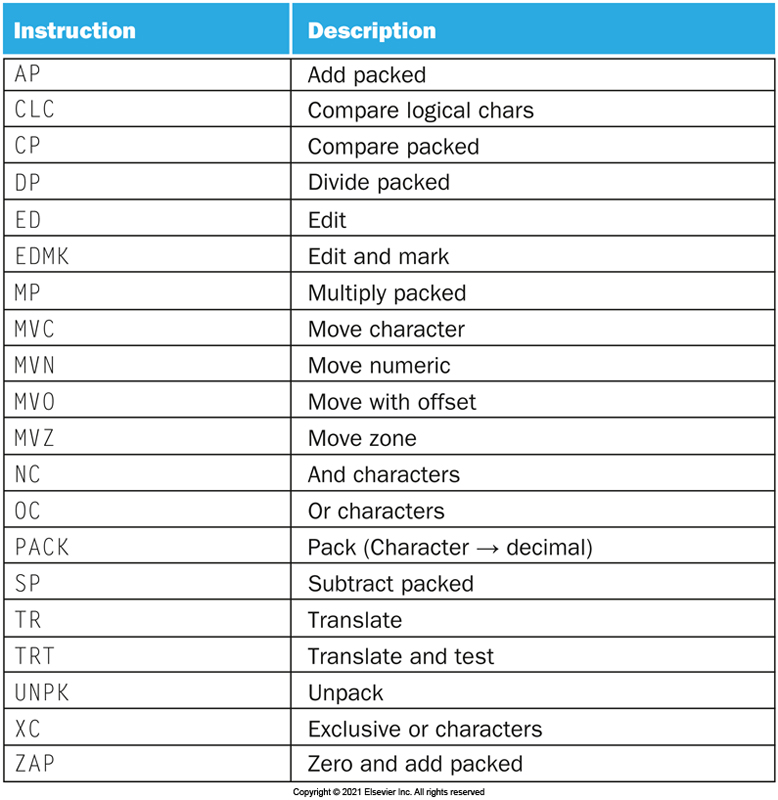 Instruction Description
AP Add packed
CLC Compare logical chars
CP Compare packed
DP Divide packed
ED Edit
EDMK Edit and mark
MP Multiply packed
MVC Move character
MVN Move numeric
MVO Move with offset
MVZ Move zone
NC And characters
OC Or characters
PACK Pack (Character → decimal)
SP Subtract packed
TR Translate
TRT Translate and test
UNPK Unpack
XC Exclusive or characters
ZAP Zero and add packed
Copyright © 2021 Elsevier Inc. All rights reserved